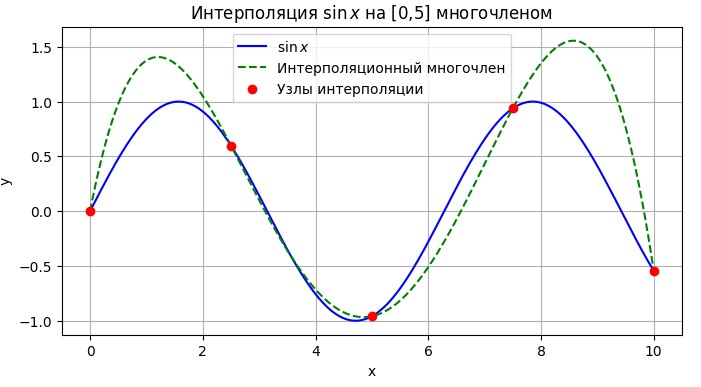 Интерполяция sin x на [0,5] многочленом
sin x
Интерполяционный многочлен
Узлы интерполяции
y
1.5
1.0
0.5
0.0
−0.5
−1.0
0 2 4 6 8 10
x